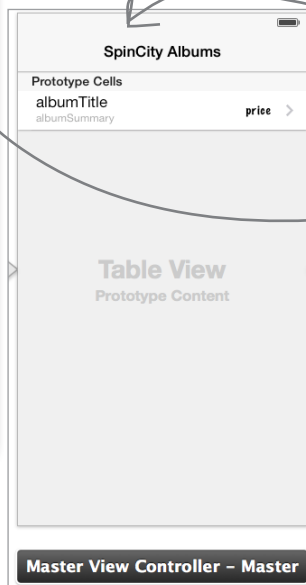 SpinCity Albums
Prototype Cells
albumTitle
albumSummary
price
Table View
Prototype Content
Master View Controller – Master